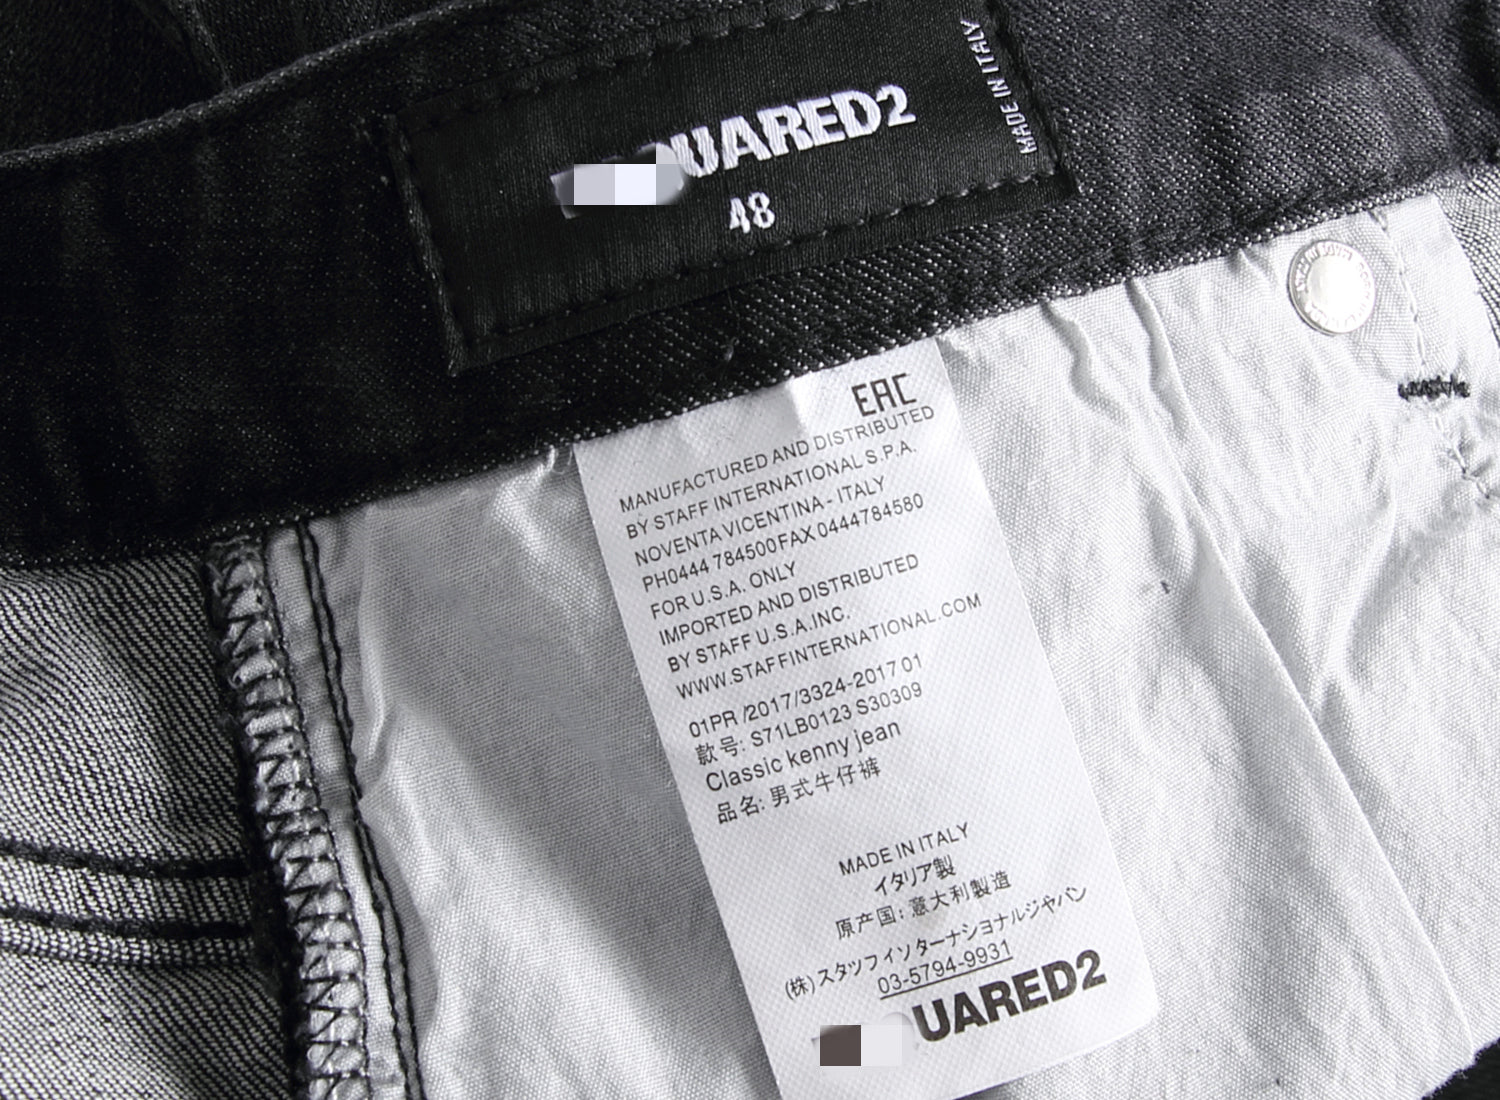 UARED2
48
MADE IN ITALY
EAC
MANUFACTURED AND DISTRIBUTED
BY STAFF INTERNATIONAL S.P.A.
NOVENTA VICENTINA - ITALY
PH0444 784500 FAX 0444784580
FOR U.S.A. ONLY
IMPORTED AND DISTRIBUTED
BY STAFF U.S.A.INC.
WWW.STAFFINTERNATIONAL.COM
01PR /2017/3324-2017 01
款号: S71LB0123 S30309
Classic kenny jean
品名: 男式牛仔裤
MADE IN ITALY
イタリア製
原产国: 意大利製造
(株)スタツフイソターナショナルジヤバン
03-5794-9931
UARED2